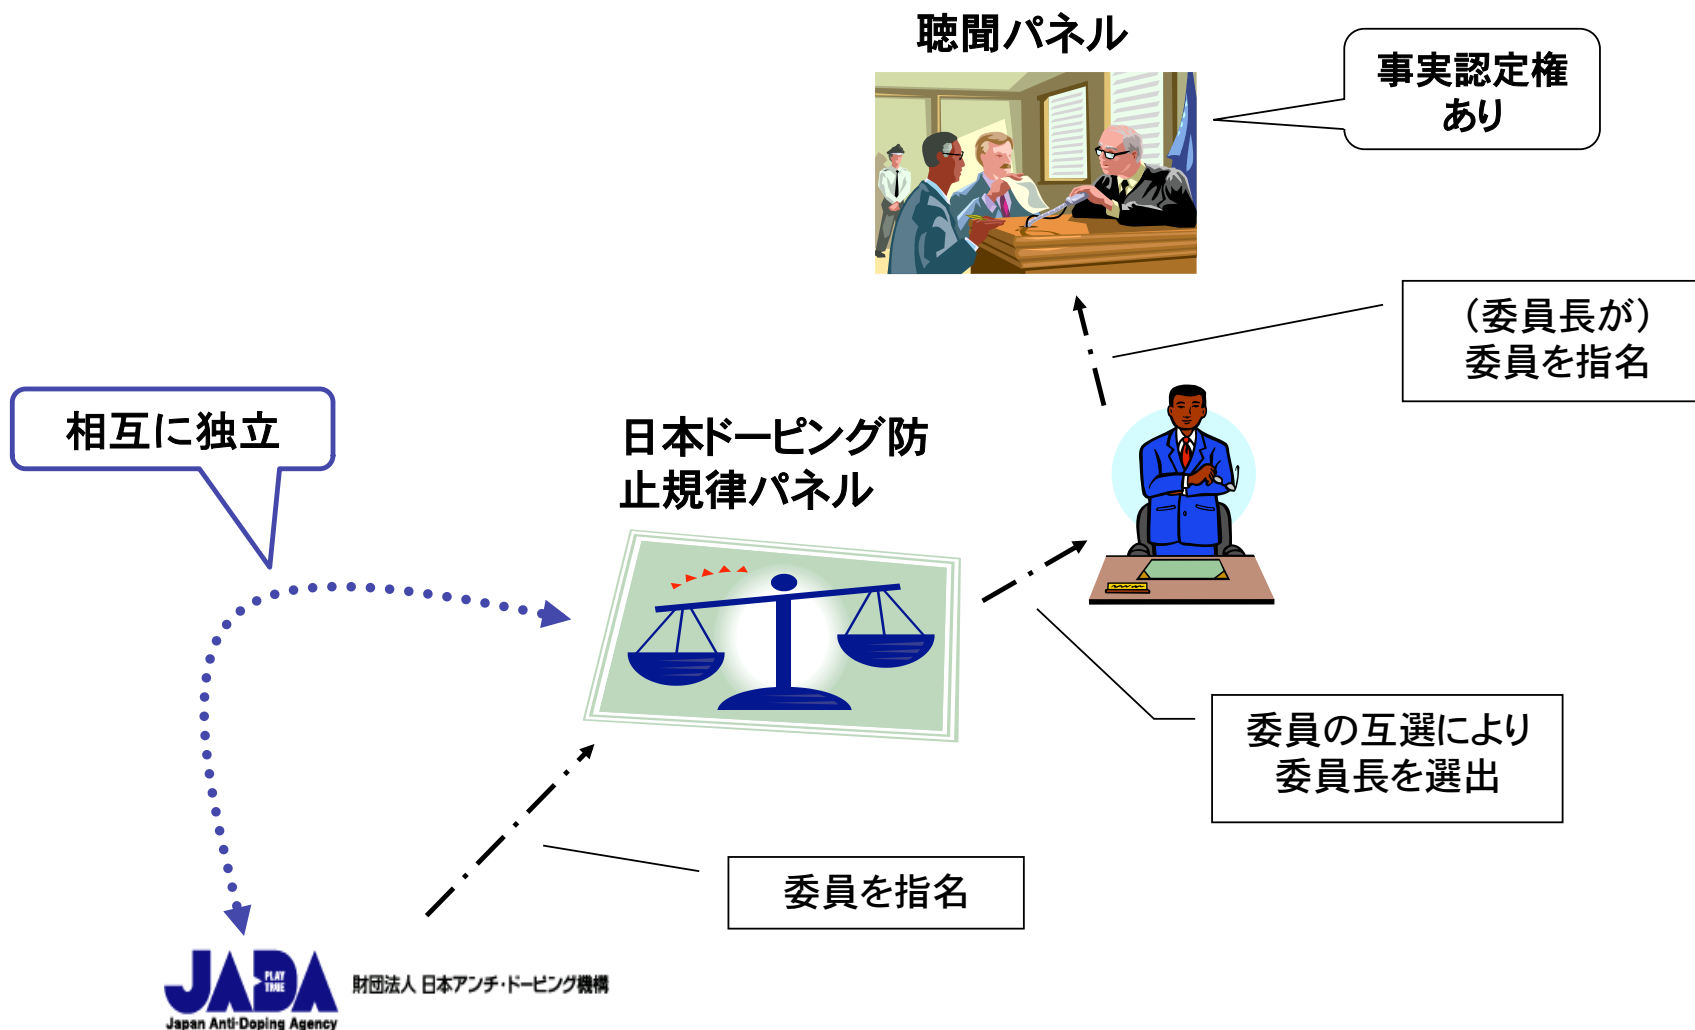 聴聞パネル
事実認定権
あり
（委員長が）
委員を指名
相互に独立
日本ドーピング防
止規律パネル
委員の互選により
委員長を選出
委員を指名
JADA
PLAY
TRUE
財団法人 日本アンチ・ドーピング機構
Japan Anti-Doping Agency